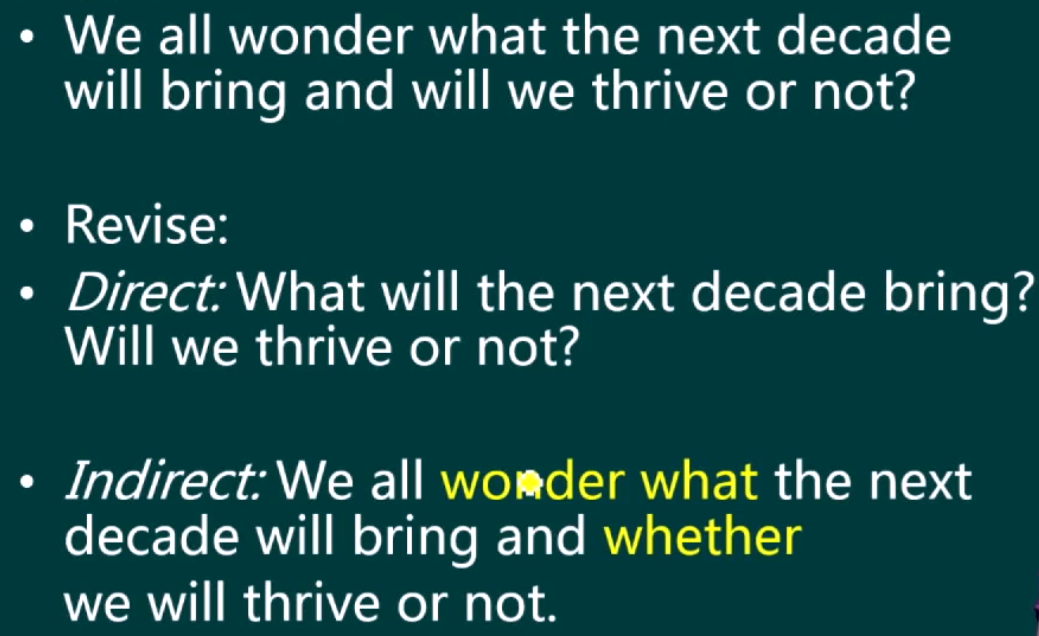 • We all wonder what the next decade
will bring and will we thrive or not?
• Revise:
• Direct: What will the next decade bring?
Will we thrive or not?
• Indirect: We all wonder what the next
decade will bring and whether
we will thrive or not.